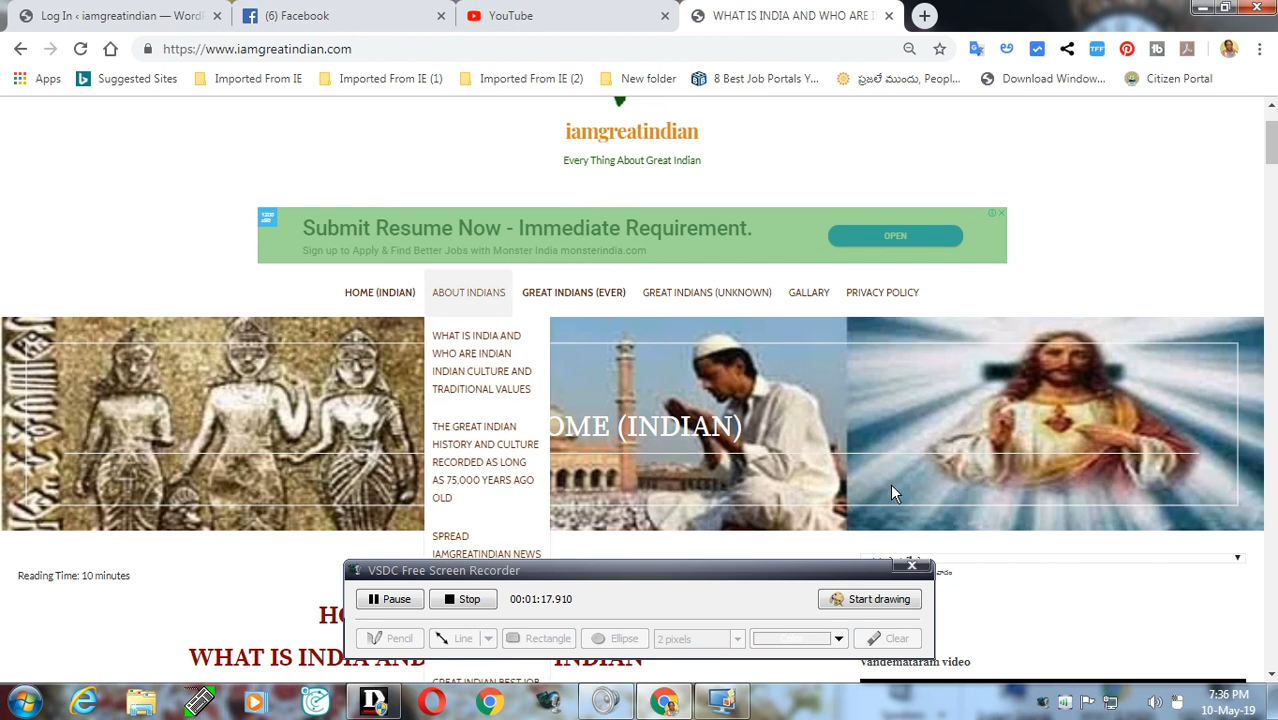 Log In ‹ iamgreatindian — WordP
(6) Facebook
YouTube
WHAT IS INDIA AND WHO ARE I
https://www.iamgreatindian.com
Apps
Suggested Sites
Imported From IE
Imported From IE (1)
Imported From IE (2)
New folder
8 Best Job Portals Y...
ప్రజలే ముందు, Peopl...
Download Window...
Citizen Portal
iamgreatindian
Every Thing About Great Indian
Submit Resume Now - Immediate Requirement.
Sign up to Apply & Find Better Jobs with Monster India monsterindia.com
OPEN
HOME (INDIAN)
ABOUT INDIANS
GREAT INDIANS (EVER)
GREAT INDIANS (UNKNOWN)
GALLARY
PRIVACY POLICY
WHAT IS INDIA AND
WHO ARE INDIAN
INDIAN CULTURE AND
TRADITIONAL VALUES
THE GREAT INDIAN
HISTORY AND CULTURE
RECORDED AS LONG
AS 75,000 YEARS AGO
OLD
SPREAD
IAMGREATINDIAN NEWS
OME (INDIAN)
Reading Time: 10 minutes
VSDC Free Screen Recorder
Pause
Stop
00:01:17.910
Start drawing
Pencil
Line
Rectangle
Ellipse
2 pixels
Color
Clear
HO
WHAT IS INDIA AND
INDIAN
Vandemataram video
GREAT INDIAN BEST JOB
7:36 PM
10-May-19